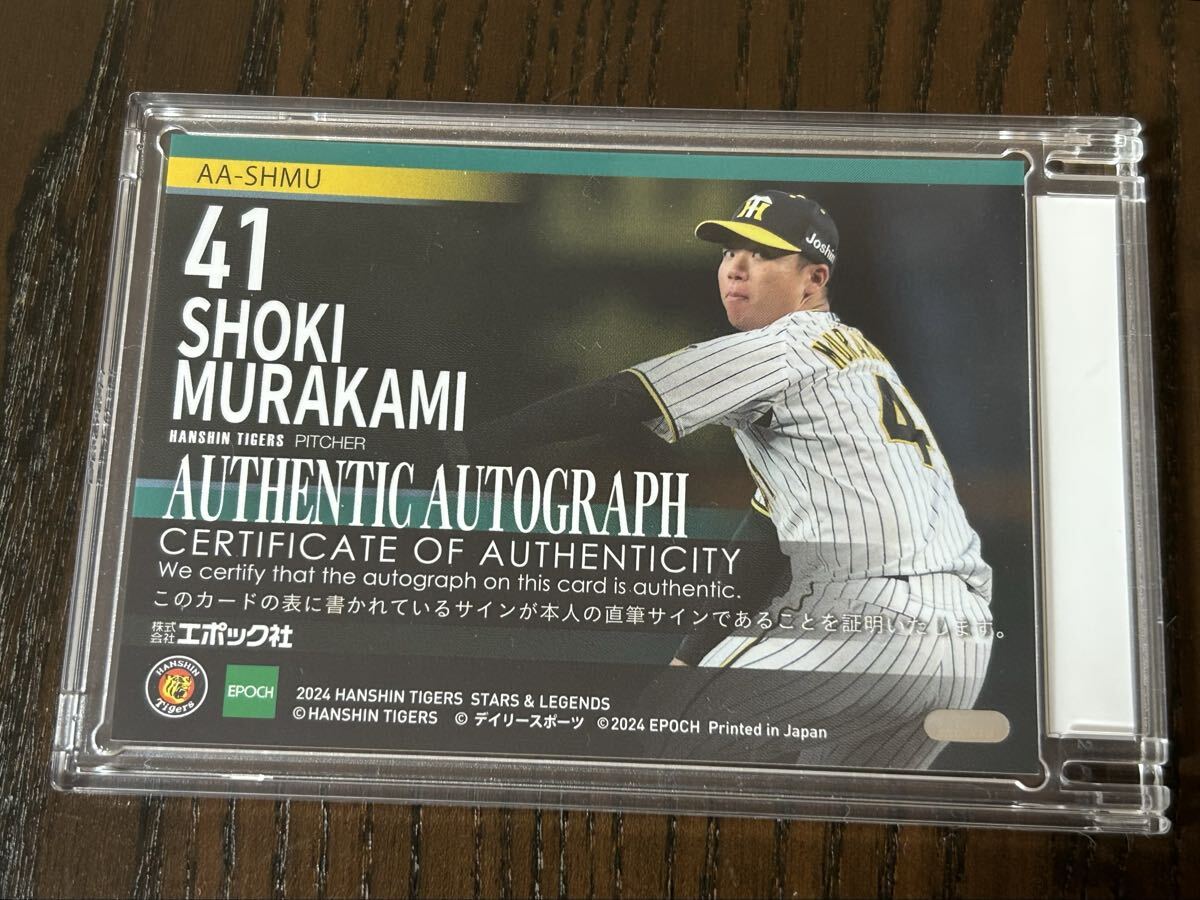 AA-SHMU
41
SHOKI
MURAKAMI
HANSHIN TIGERS PITCHER
AUTHENTIC AUTOGRAPH
CERTIFICATE OF AUTHENTICITY
We certify that the autograph on this card is authentic.
このカードの表に書かれているサインが本人の直筆サインであることを証明いたします。
株式会社 エポック社
HANSHIN Tigers
EPOCH
2024 HANSHIN TIGERS STARS & LEGENDS
©HANSHIN TIGERS © デイリースポーツ ©2024 EPOCH Printed in Japan